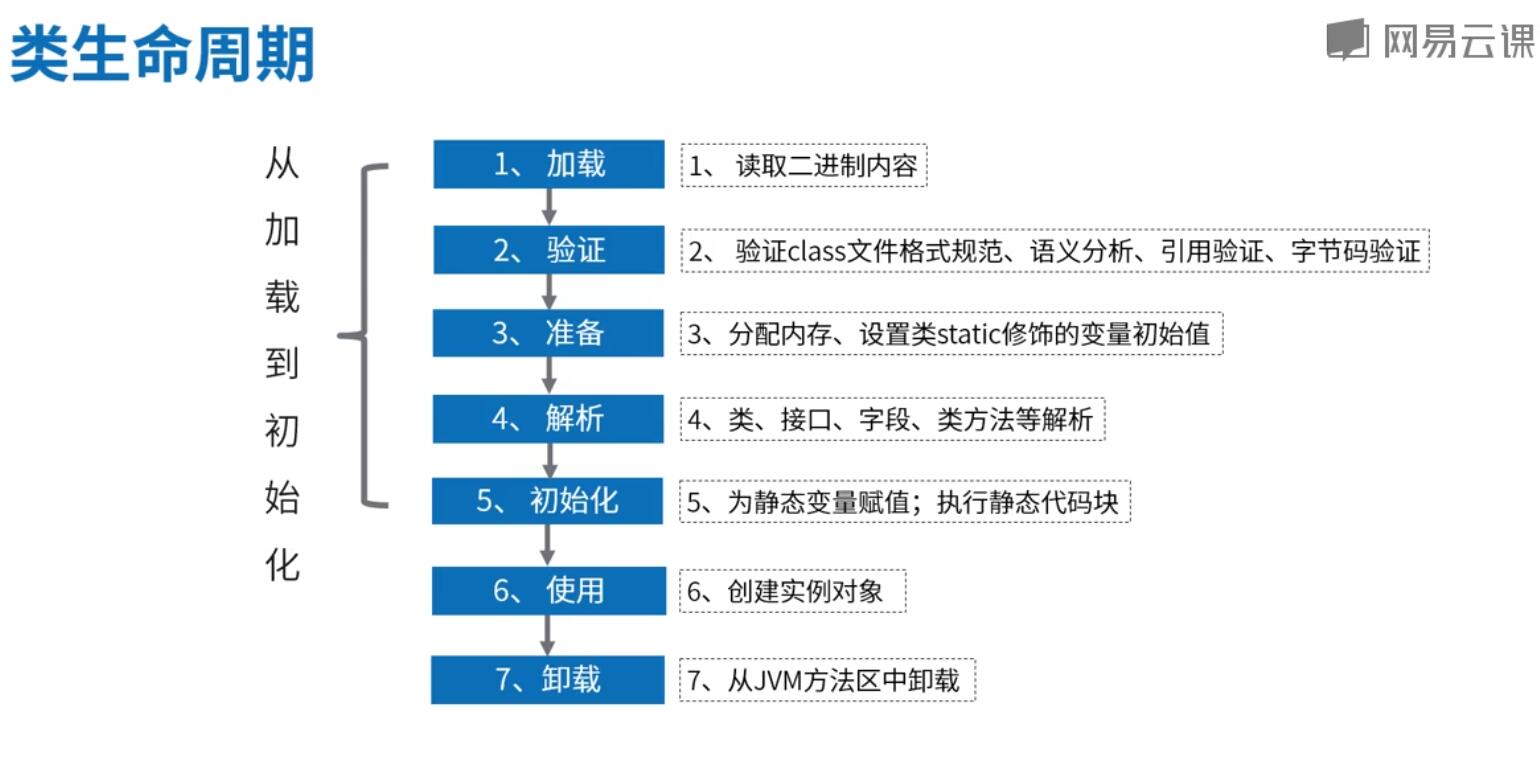 类生命周期
网易云课
从加载到初始化
1、 加载
1、 读取二进制内容
2、 验证
2、 验证class文件格式规范、语义分析、引用验证、字节码验证
3、 准备
3、分配内存、设置类static修饰的变量初始值
4、 解析
4、类、接口、字段、类方法等解析
5、 初始化
5、为静态变量赋值；执行静态代码块
6、 使用
6、创建实例对象
7、卸载
7、从JVM方法区中卸载